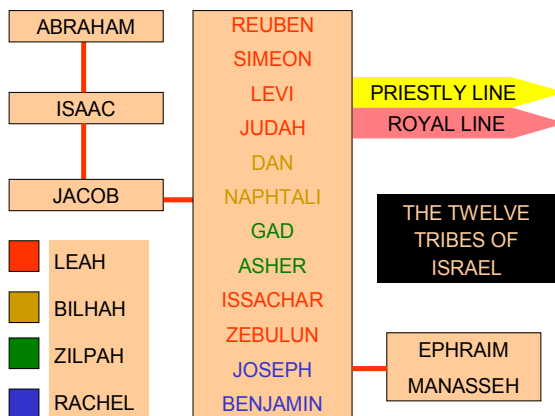 ABRAHAM
ISAAC
JACOB
REUBEN
SIMEON
LEVI
JUDAH
DAN
NAPHTALI
GAD
ASHER
ISSACHAR
ZEBULUN
JOSEPH
BENJAMIN
PRIESTLY LINE
ROYAL LINE
THE TWELVE
TRIBES OF
ISRAEL
EPHRAIM
MANASSEH
LEAH
BILHAH
ZILPAH
RACHEL